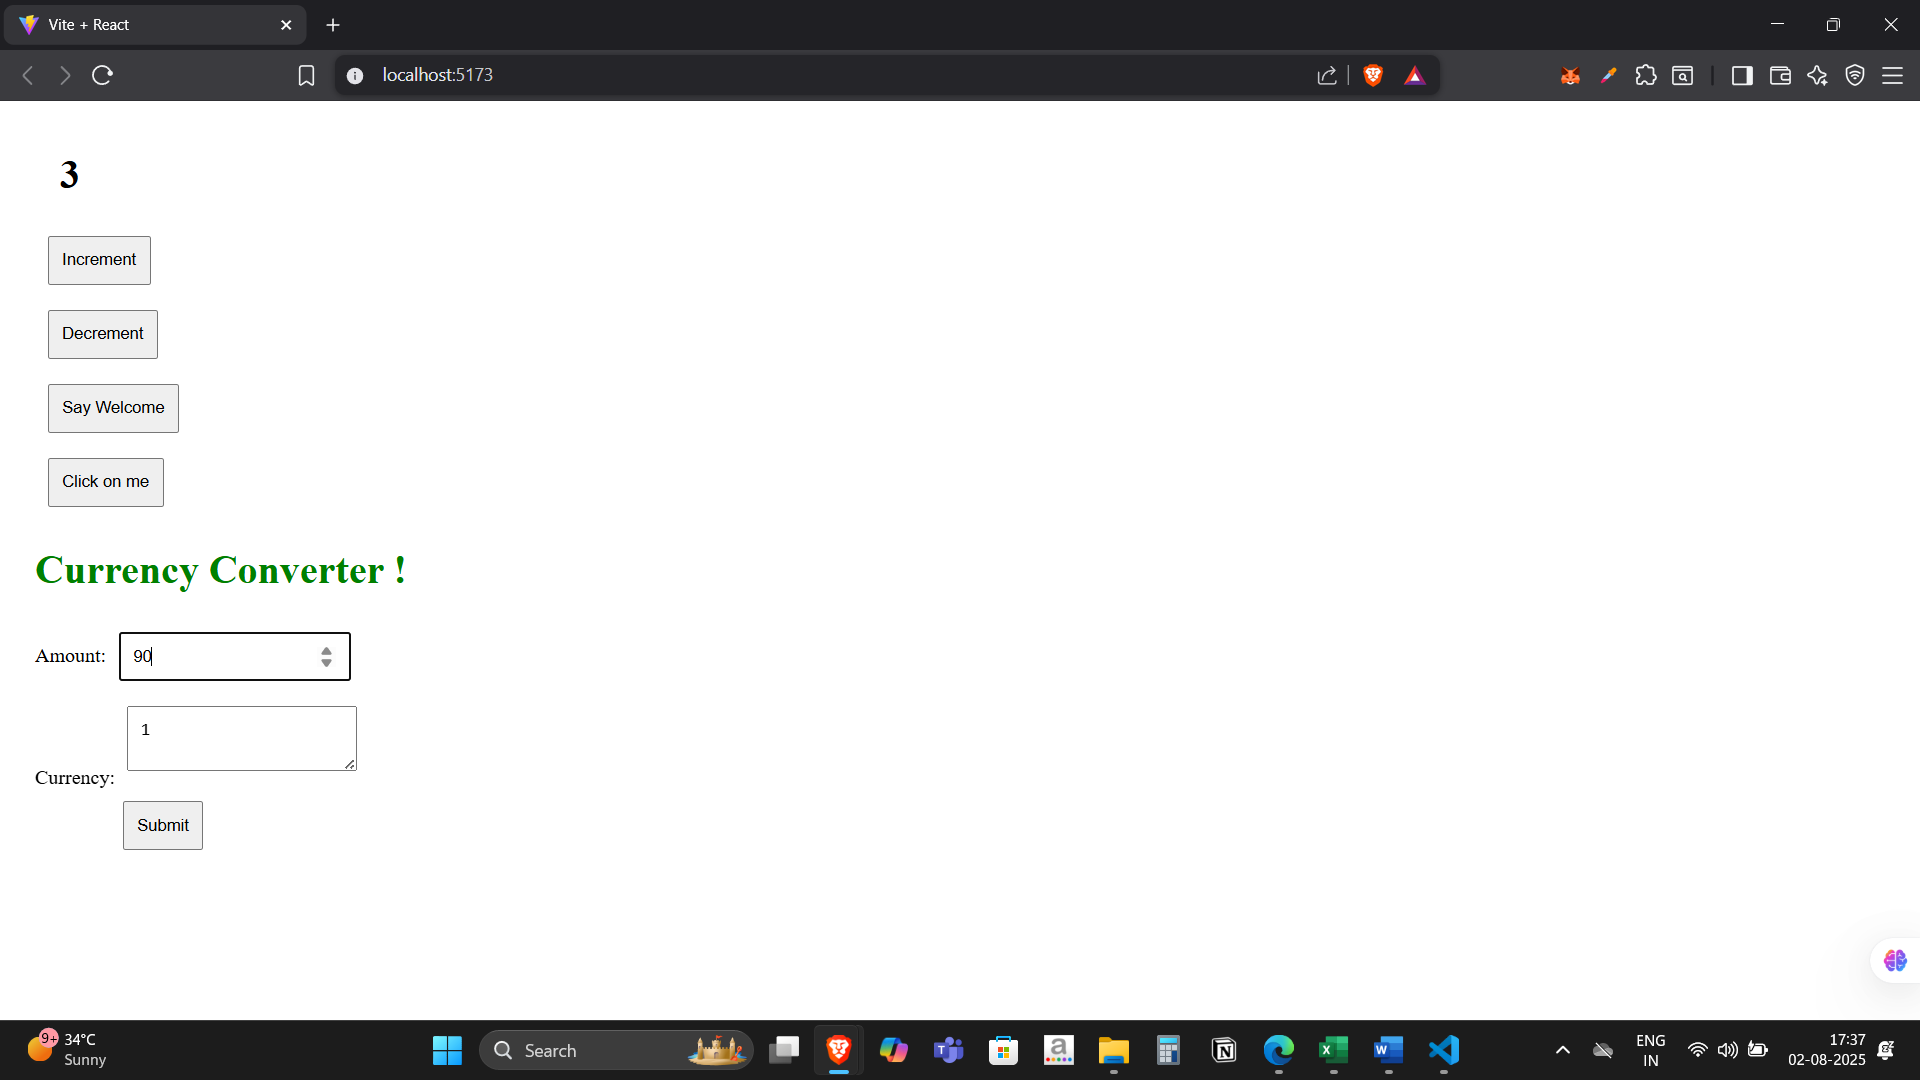 Vite + React
localhost:5173
3
Increment
Decrement
Say Welcome
Click on me
Currency Converter !
Amount: 90
1
Currency:
Submit
9+
34°C
Sunny
Search
ENG
IN
17:37
02-08-2025